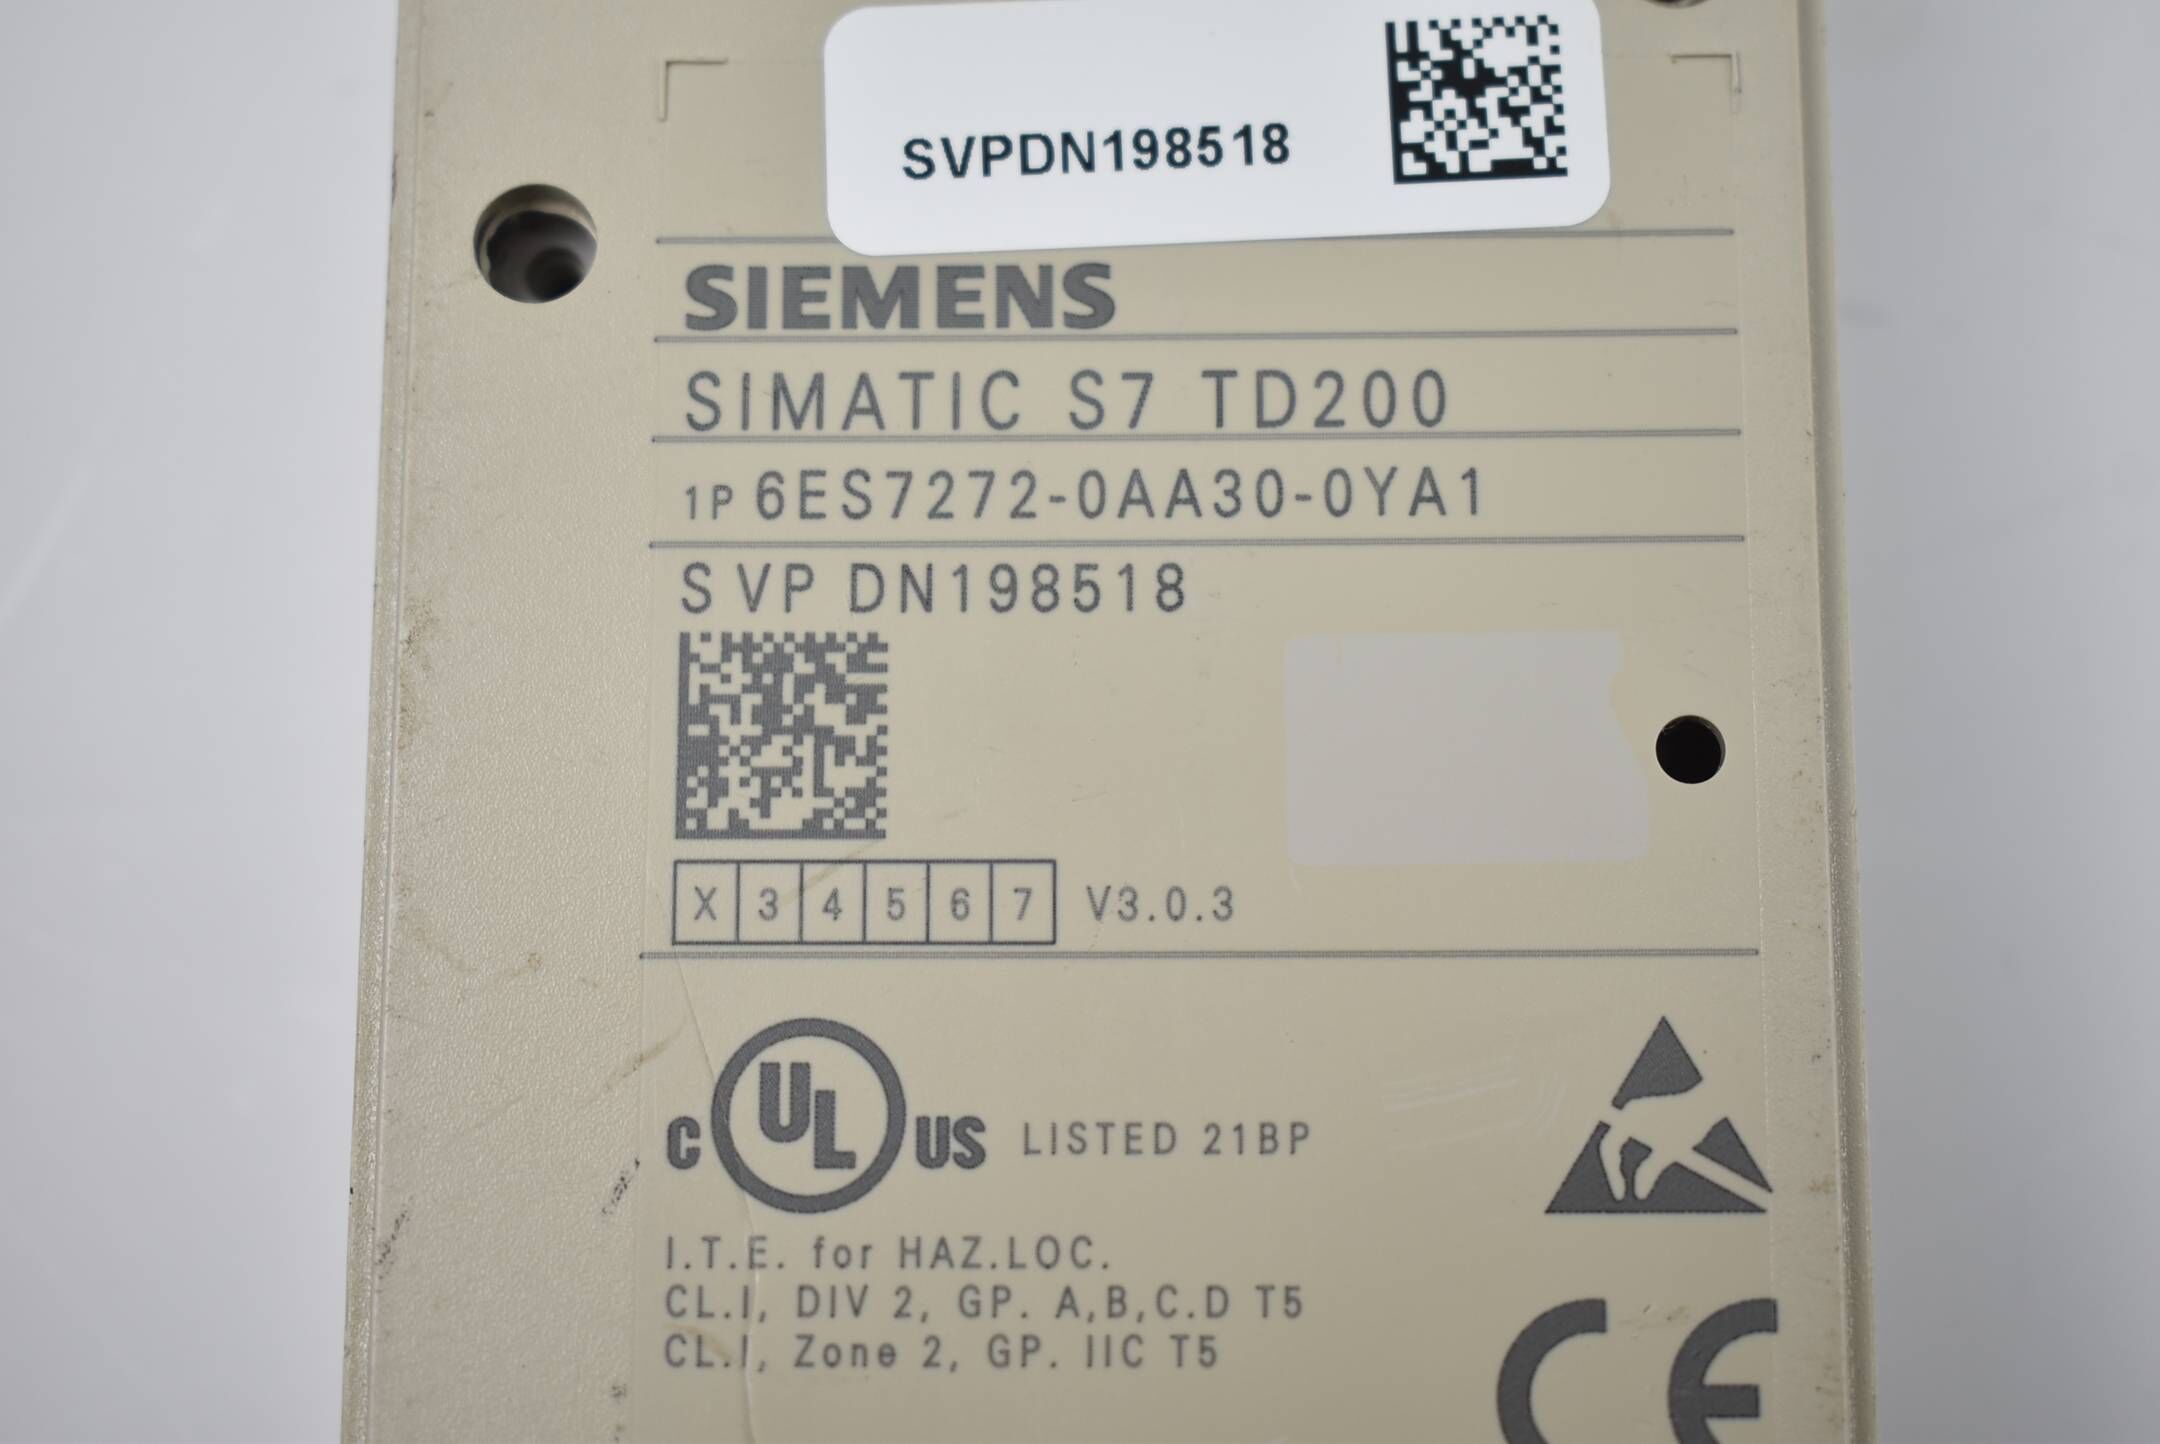 SVPDN198518
SIEMENS
SIMATIC S7 TD200
1P 6ES7272-0AA30-0YA1
S VP DN198518
X 3 4 5 6 7 V3.0.3
C UL US LISTED 21BP
I.T.E. for HAZ.LOC.
CL.I, DIV 2, GP. A,B,C.D T5
CL.I, Zone 2, GP. IIC T5
CE